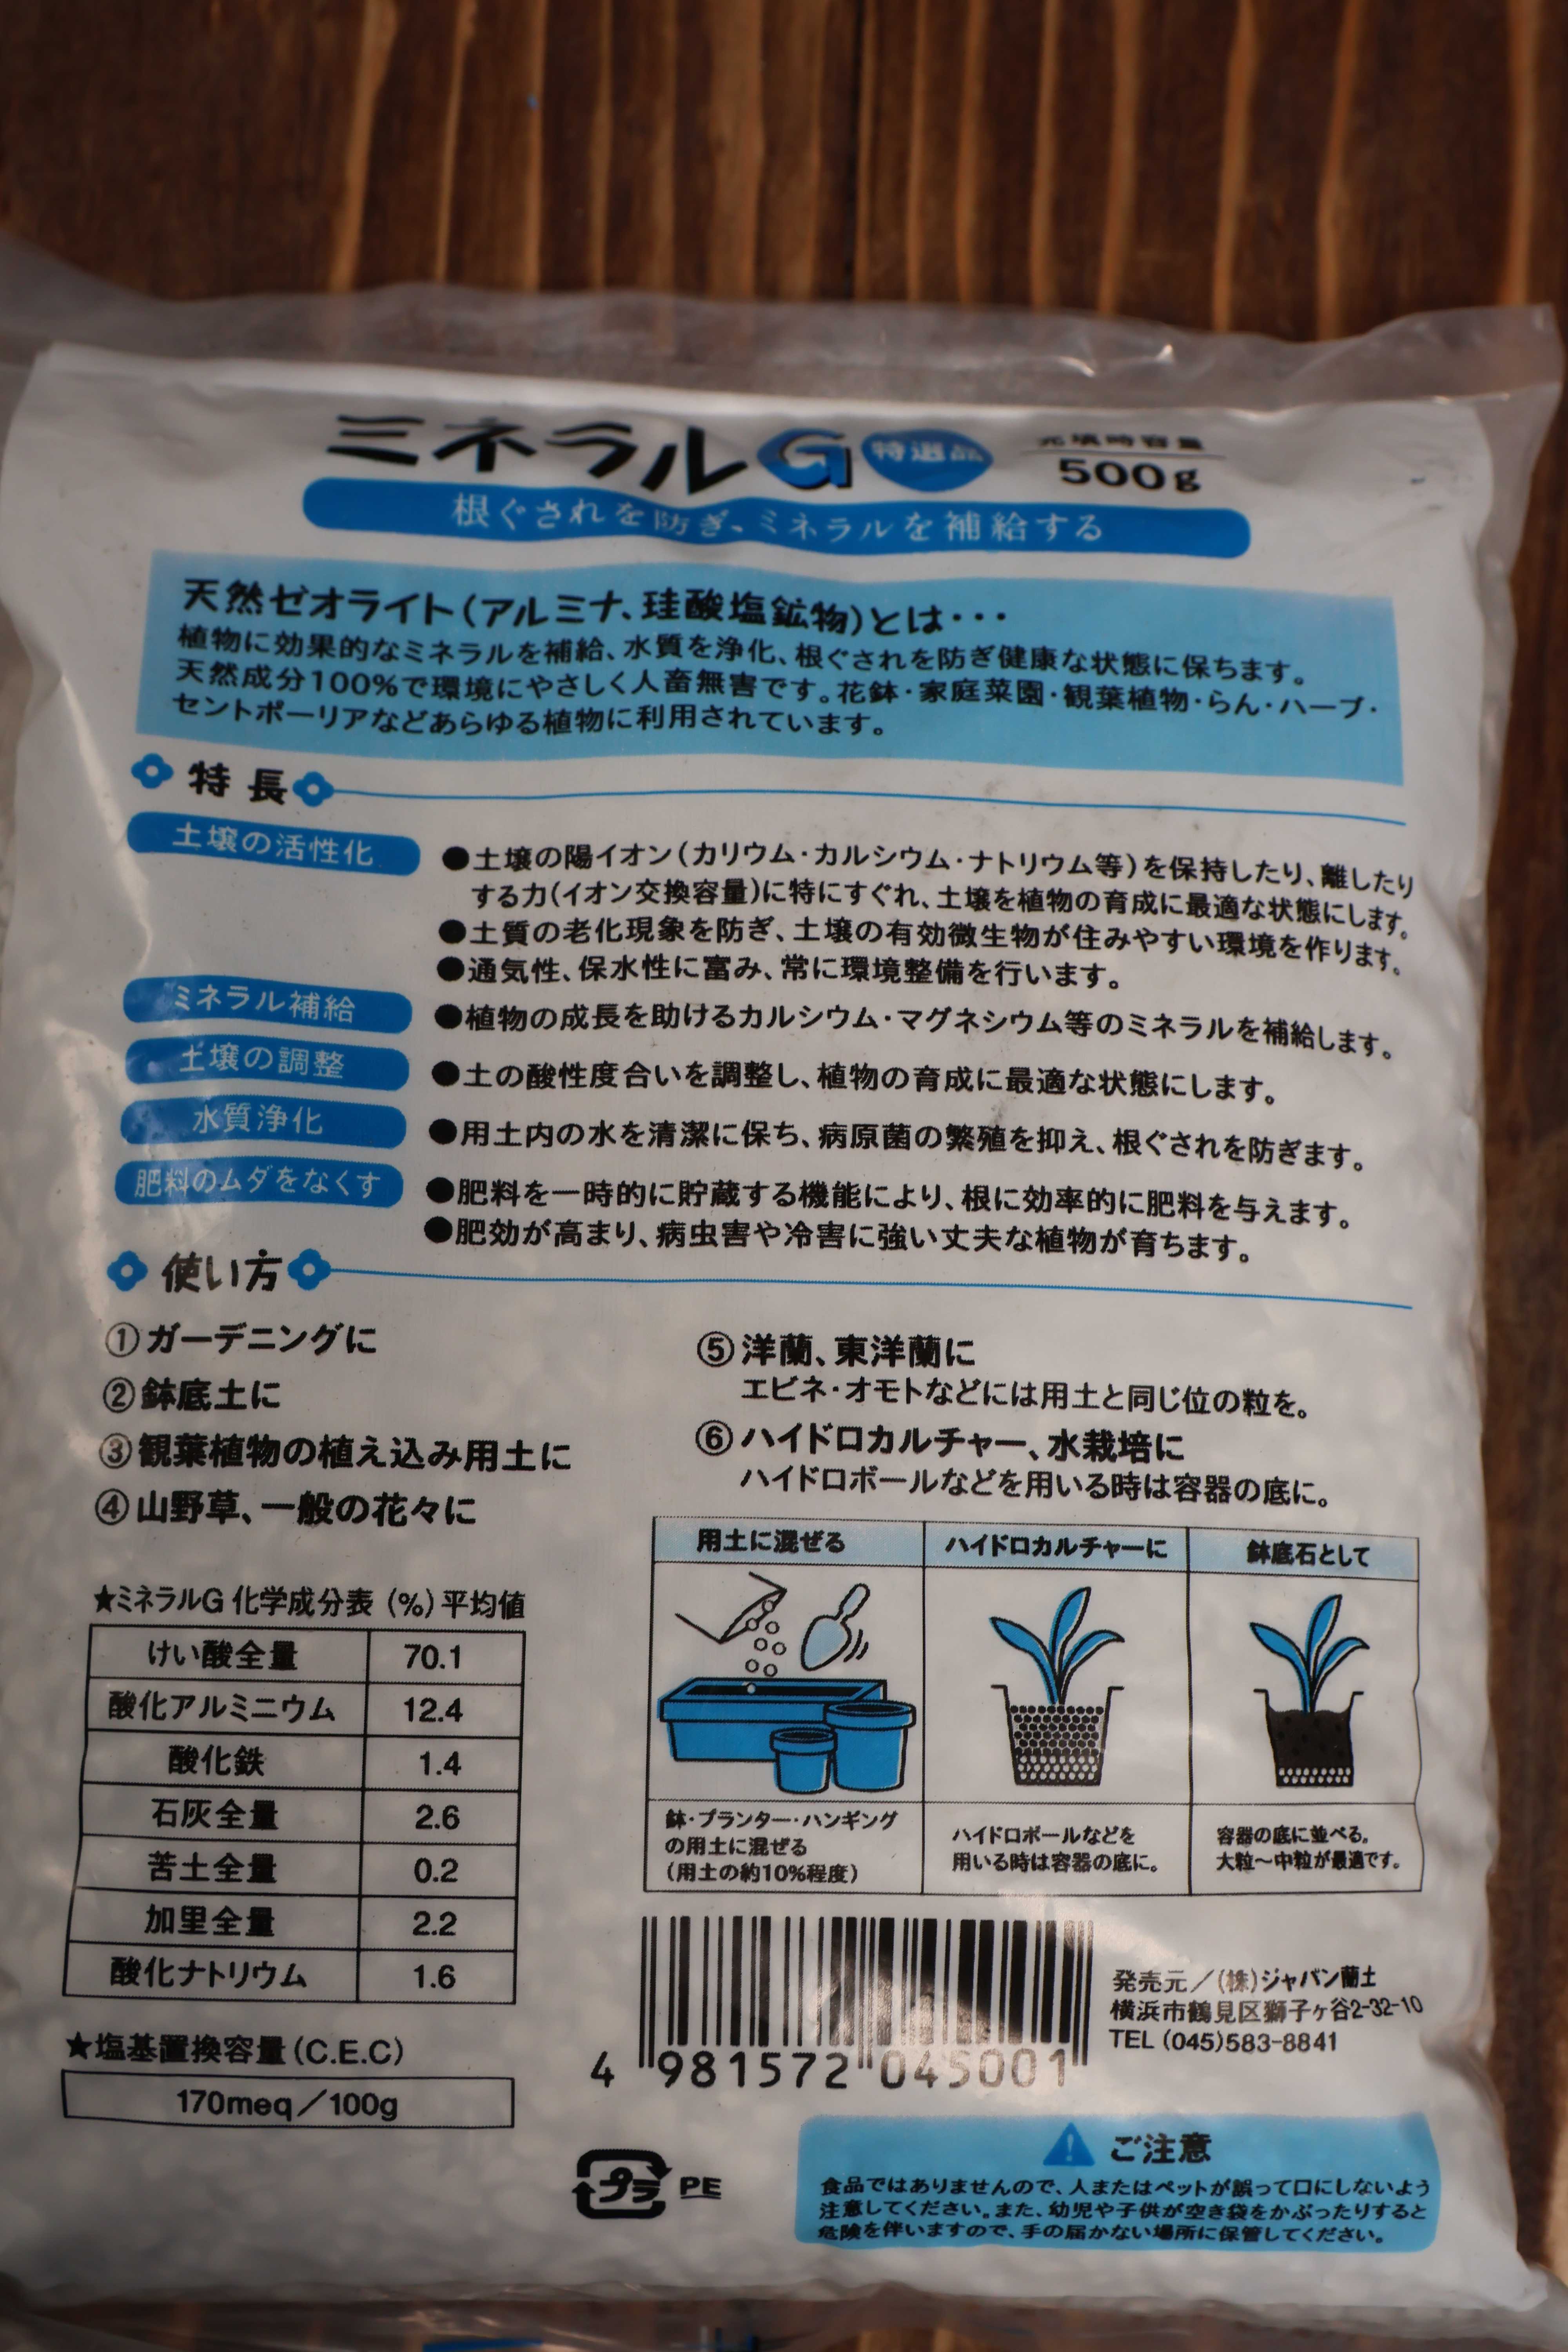 ミネラルG 特選品 充填時容量
500g
根ぐされを防ぎ、ミネラルを補給する
天然ゼオライト(アルミナ、珪酸塩鉱物)とは・・・
植物に効果的なミネラルを補給、水質を浄化、根ぐされを防ぎ健康な状態に保ちます。
天然成分100%で環境にやさしく人畜無害です。花鉢・家庭菜園・観葉植物・らん・ハーブ・
セントポーリアなどあらゆる植物に利用されています。
特長
土壌の活性化
●土壌の陽イオン(カリウム・カルシウム・ナトリウム等)を保持したり、離したり
する力(イオン交換容量)に特にすぐれ、土壌を植物の育成に最適な状態にします。
●土質の老化現象を防ぎ、土壌の有効微生物が住みやすい環境を作ります。
●通気性、保水性に富み、常に環境整備を行います。
ミネラル補給
●植物の成長を助けるカルシウム・マグネシウム等のミネラルを補給します。
土壌の調整
●土の酸性度合いを調整し、植物の育成に最適な状態にします。
水質浄化
●用土内の水を清潔に保ち、病原菌の繁殖を抑え、根ぐされを防ぎます。
肥料のムダをなくす
●肥料を一時的に貯蔵する機能により、根に効率的に肥料を与えます。
●肥効が高まり、病虫害や冷害に強い丈夫な植物が育ちます。
使い方
①ガーデニングに
②鉢底土に
③観葉植物の植え込み用土に
④山野草、一般の花々に
⑤洋蘭、東洋蘭に
エビネ・オモトなどには用土と同じ位の粒を。
⑥ハイドロカルチャー、水栽培に
ハイドロボールなどを用いる時は容器の底に。
★ミネラルG 化学成分表 (%)平均値
けい酸全量 70.1
酸化アルミニウム 12.4
酸化鉄 1.4
石灰全量 2.6
苦土全量 0.2
加里全量 2.2
酸化ナトリウム 1.6
★塩基置換容量(C.E.C)
170meq/100g
用土に混ぜる
鉢・プランター・ハンギング
の用土に混ぜる
(用土の約10%程度)
ハイドロカルチャーに
ハイドロボールなどを
用いる時は容器の底に。
鉢底石として
容器の底に並べる。
大粒〜中粒が最適です。
4 981572 045001
発売元/(株)ジャパン蘭土
横浜市鶴見区獅子ヶ谷2-32-10
TEL (045)583-8841
プラ PE
ご注意
食品ではありませんので、人またはペットが誤って口にしないよう
注意してください。また、幼児や子供が空き袋をかぶったりすると
危険を伴いますので、手の届かない場所に保管してください。